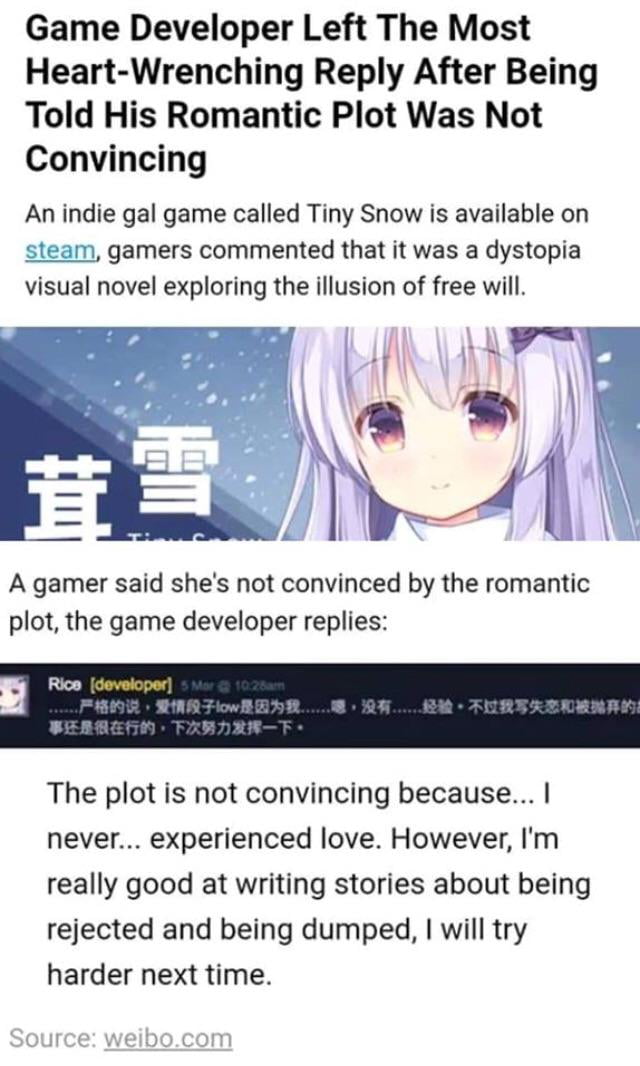 Game Developer Left The Most
Heart-Wrenching Reply After Being
Told His Romantic Plot Was Not
Convincing
An indie gal game called Tiny Snow is available on
steam, gamers commented that it was a dystopia
visual novel exploring the illusion of free will.
雪
茸
A gamer said she's not convinced by the romantic
plot, the game developer replies:
Rice [developer] 5 Mar @ 10:28am
......严格的说，爱情段子low是因为我......嗯，没有......经验。不过我写失恋和被抛弃的
事还是很在行的，下次努力发挥一下。
The plot is not convincing because... I
never... experienced love. However, I'm
really good at writing stories about being
rejected and being dumped, I will try
harder next time.
Source: weibo.com